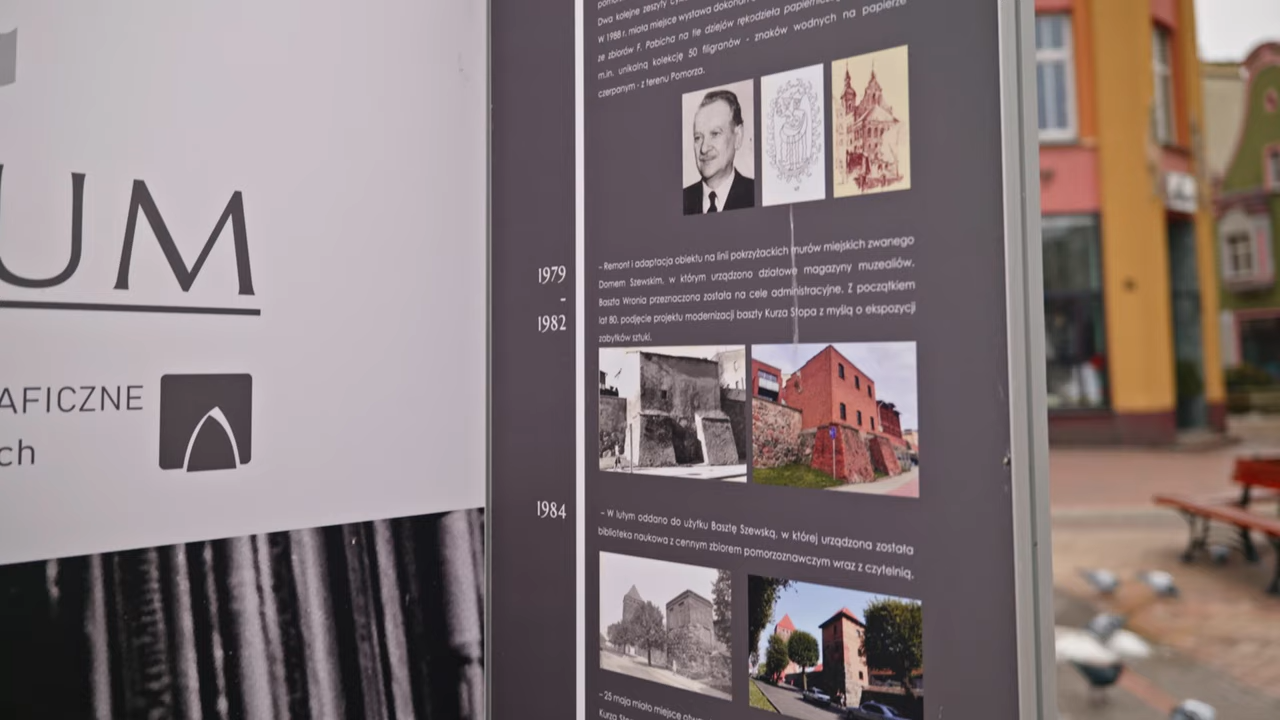 UM
AFICZNE
ch
Dwa kolejne zeszyty
W 1988 r. miała miejsce wystawa
ze zbiorów F. Pabicha na tle dziejów rękodzieła
m.in. unikalną kolekcję 50 filigranów - znaków wodnych na papierze
czerpanym - z terenu Pomorza.
1979
-
1982
– Remont i adaptacja obiektu na linii pokrzyżackich murów miejskich zwanego
Domem Szewskim, w którym urządzono działowe magazyny muzealiów.
Baszta Wronia przeznaczona została na cele administracyjne. Z początkiem
lat 80. podjęcie projektu modernizacji baszty Kurza Stopa z myślą o ekspozycji
zabytków sztuki.
1984
– W lutym oddano do użytku Basztę Szewską, w której urządzona została
biblioteka naukowa z cennym zbiorem pomorzoznawczym wraz z czytelnią.
– 25 maja miało miejsce
Kurza